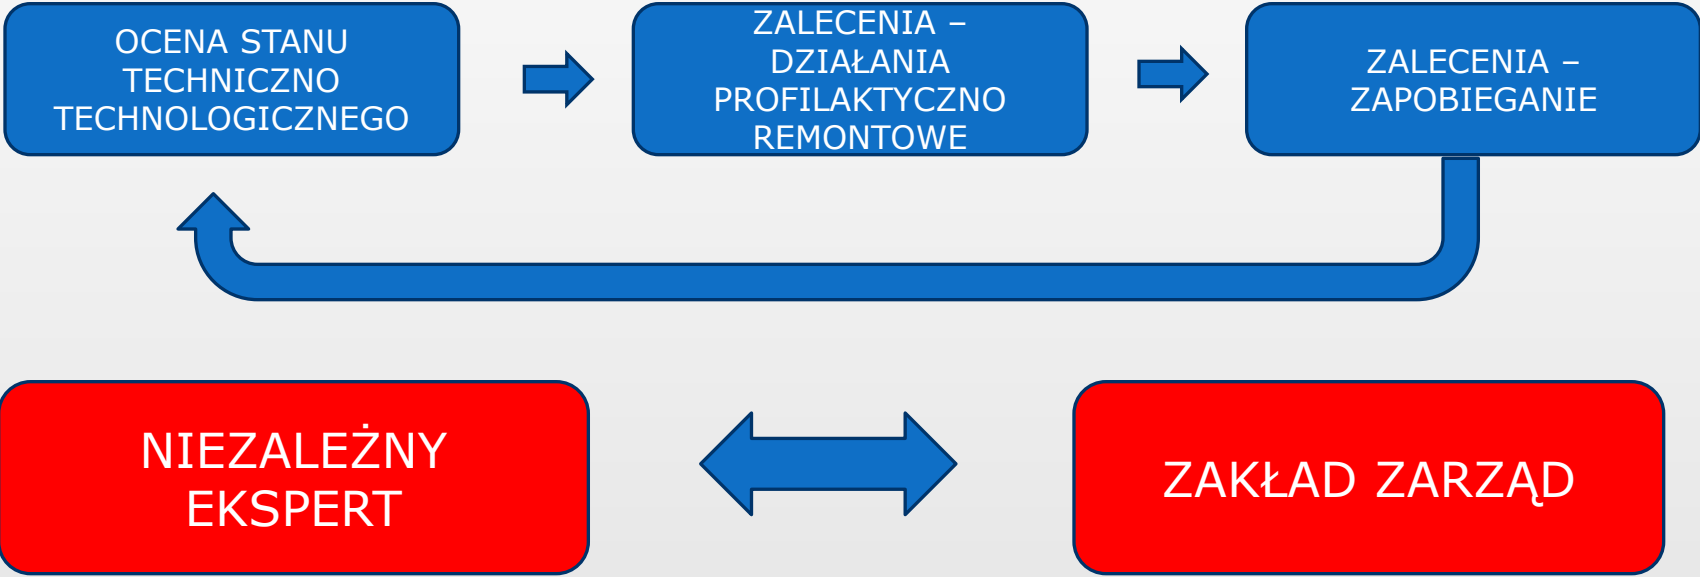 OCENA STANU
TECHNICZNO
TECHNOLOGICZNEGO
ZALECENIA –
DZIAŁANIA
PROFILAKTYCZNO
REMONTOWE
ZALECENIA –
ZAPOBIEGANIE
NIEZALEŻNY
EKSPERT
ZAKŁAD ZARZĄD